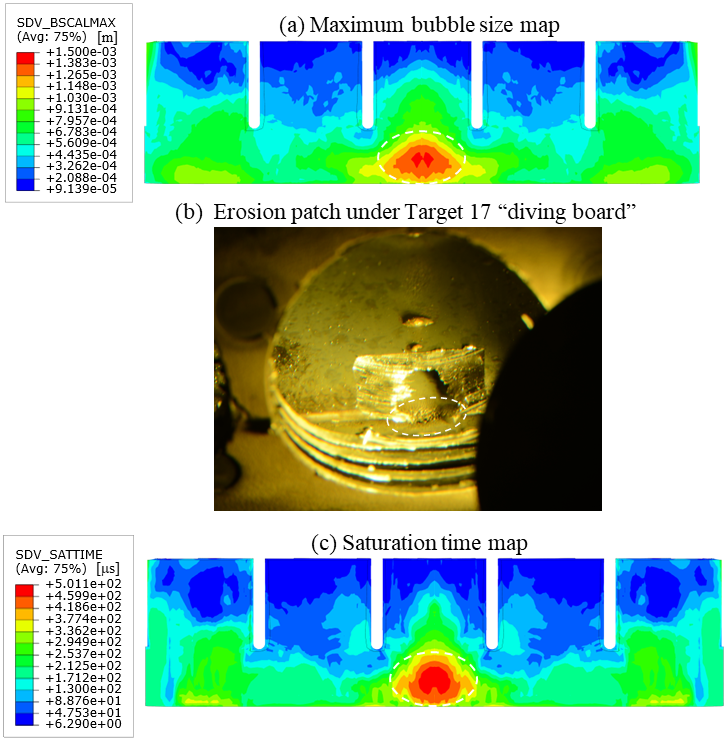 (a) Maximum bubble size map
SDV_BSCALMAX
(Avg: 75%) [m]
+1.500e-03
+1.383e-03
+1.265e-03
+1.148e-03
+1.030e-03
+9.131e-04
+7.957e-04
+6.783e-04
+5.609e-04
+4.435e-04
+3.262e-04
+2.088e-04
+9.139e-05
(b) Erosion patch under Target 17 “diving board”
(c) Saturation time map
SDV_SATTIME
(Avg: 75%) [μs]
+5.011e+02
+4.599e+02
+4.186e+02
+3.774e+02
+3.362e+02
+2.949e+02
+2.537e+02
+2.125e+02
+1.712e+02
+1.300e+02
+8.876e+01
+4.753e+01
+6.290e+00